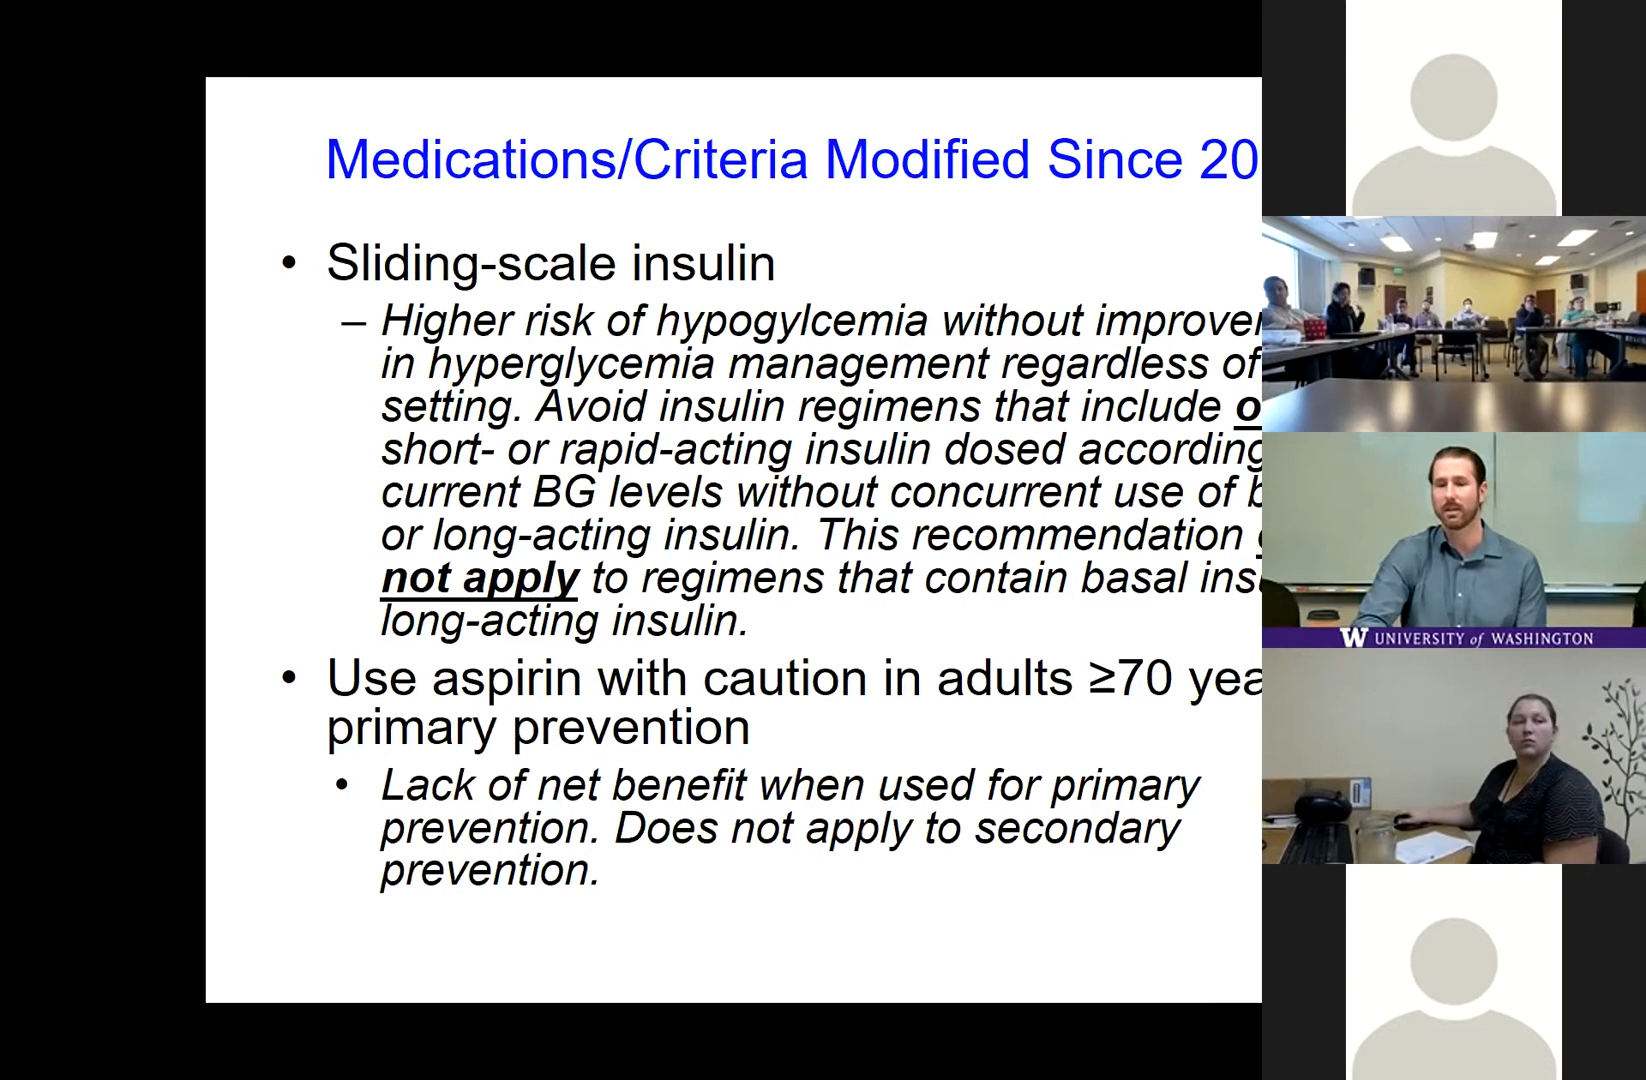 Medications/Criteria Modified Since 20
• Sliding-scale insulin
– Higher risk of hypogylcemia without improve
in hyperglycemia management regardless of
setting. Avoid insulin regimens that include
short- or rapid-acting insulin dosed according
current BG levels without concurrent use of
or long-acting insulin. This recommendation
not apply to regimens that contain basal
long-acting insulin.
• Use aspirin with caution in adults ≥70
primary prevention
• Lack of net benefit when used for primary
prevention. Does not apply to secondary
prevention.
W UNIVERSITY of WASHINGTON